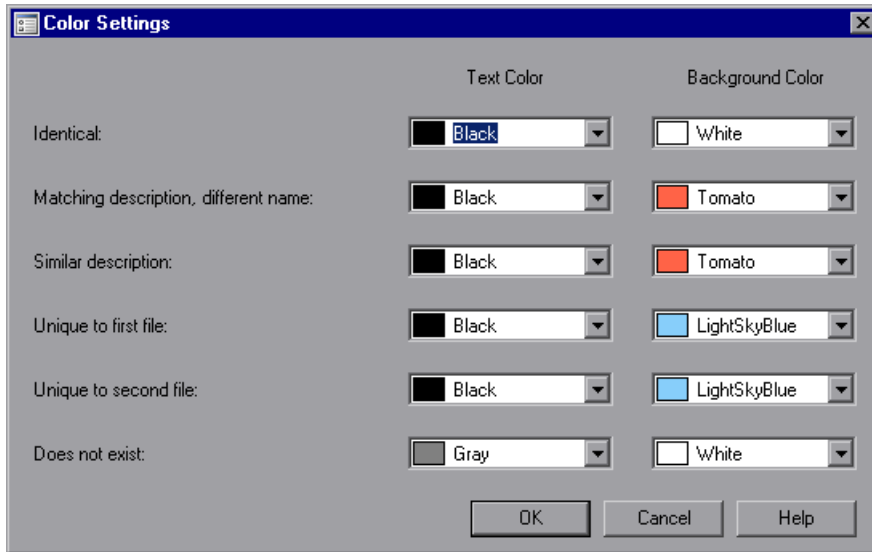 Color Settings
Text Color Background Color
Identical: Black White
Matching description, different name: Black Tomato
Similar description: Black Tomato
Unique to first file: Black LightSkyBlue
Unique to second file: Black LightSkyBlue
Does not exist: Gray White
OK Cancel Help